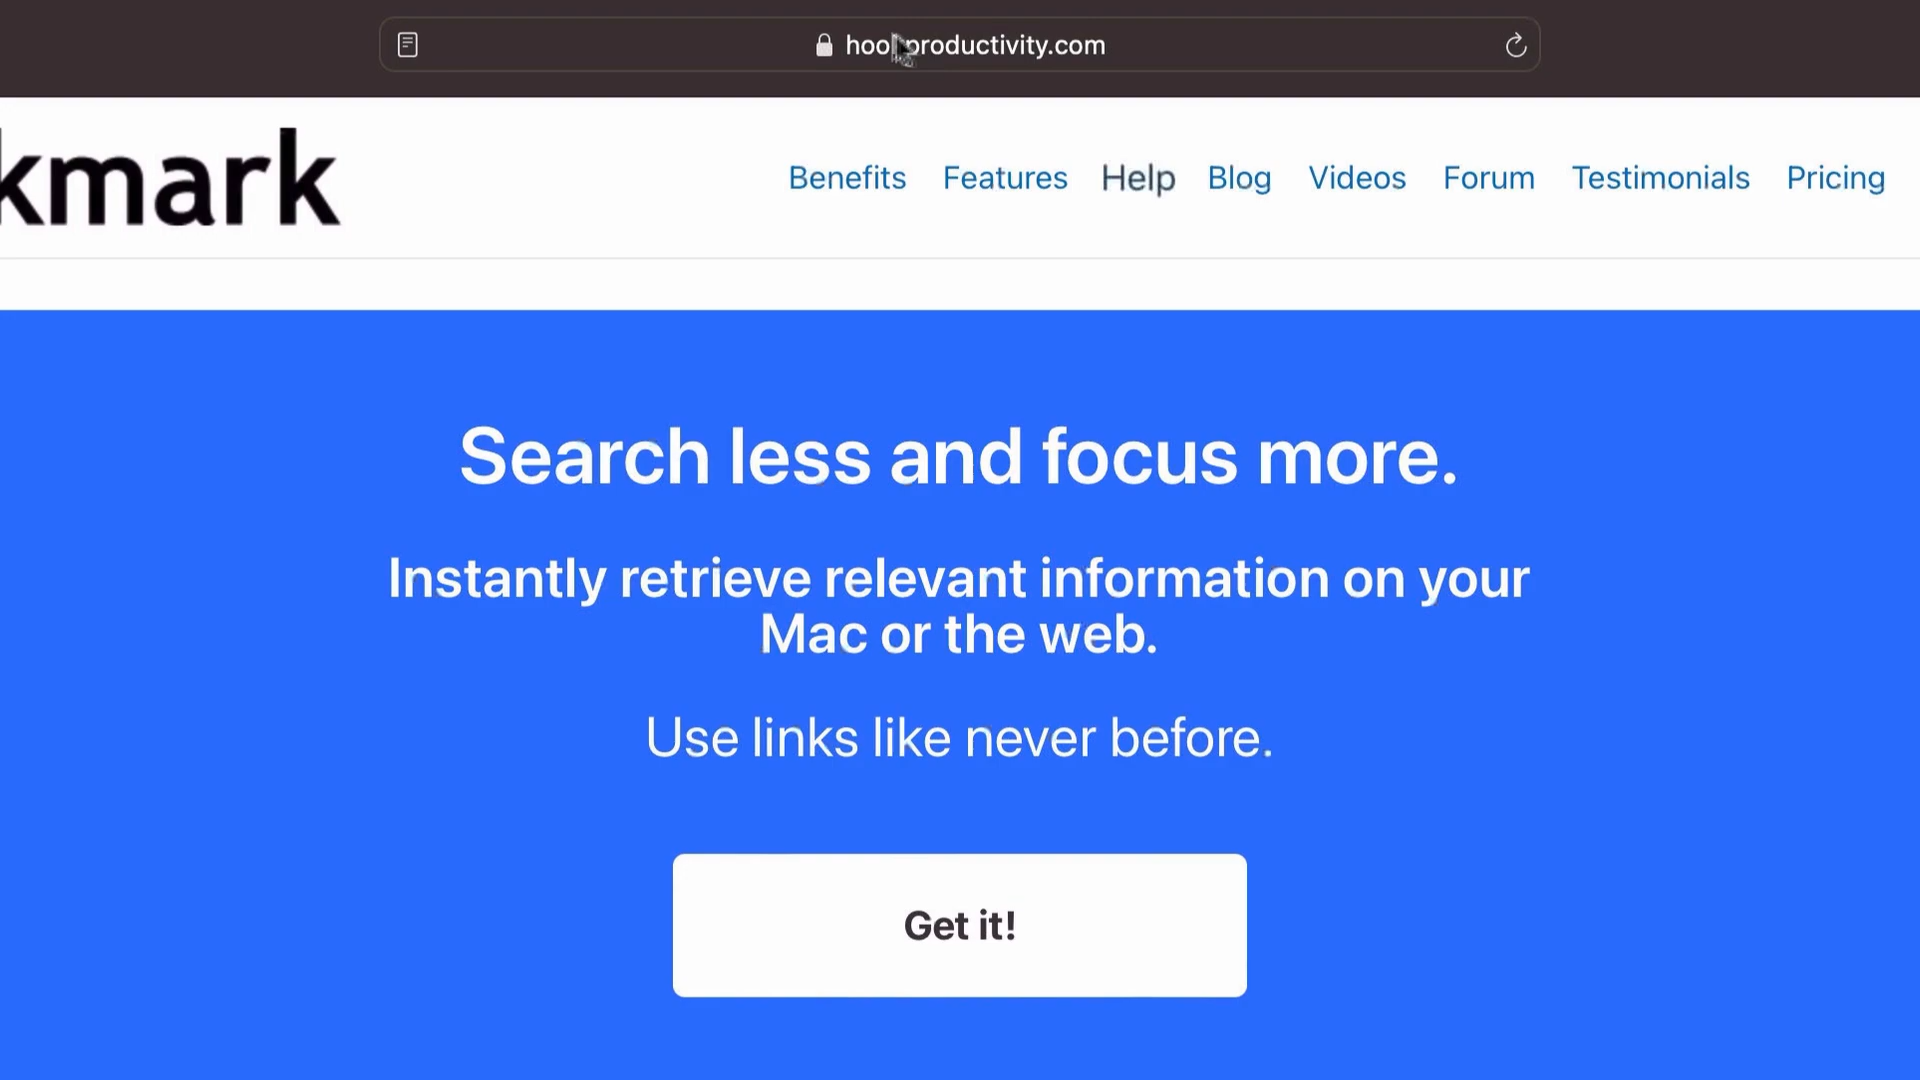 hookproductivity.com
kmark
Benefits Features Help Blog Videos Forum Testimonials Pricing
Search less and focus more.
Instantly retrieve relevant information on your
Mac or the web.
Use links like never before.
Get it!